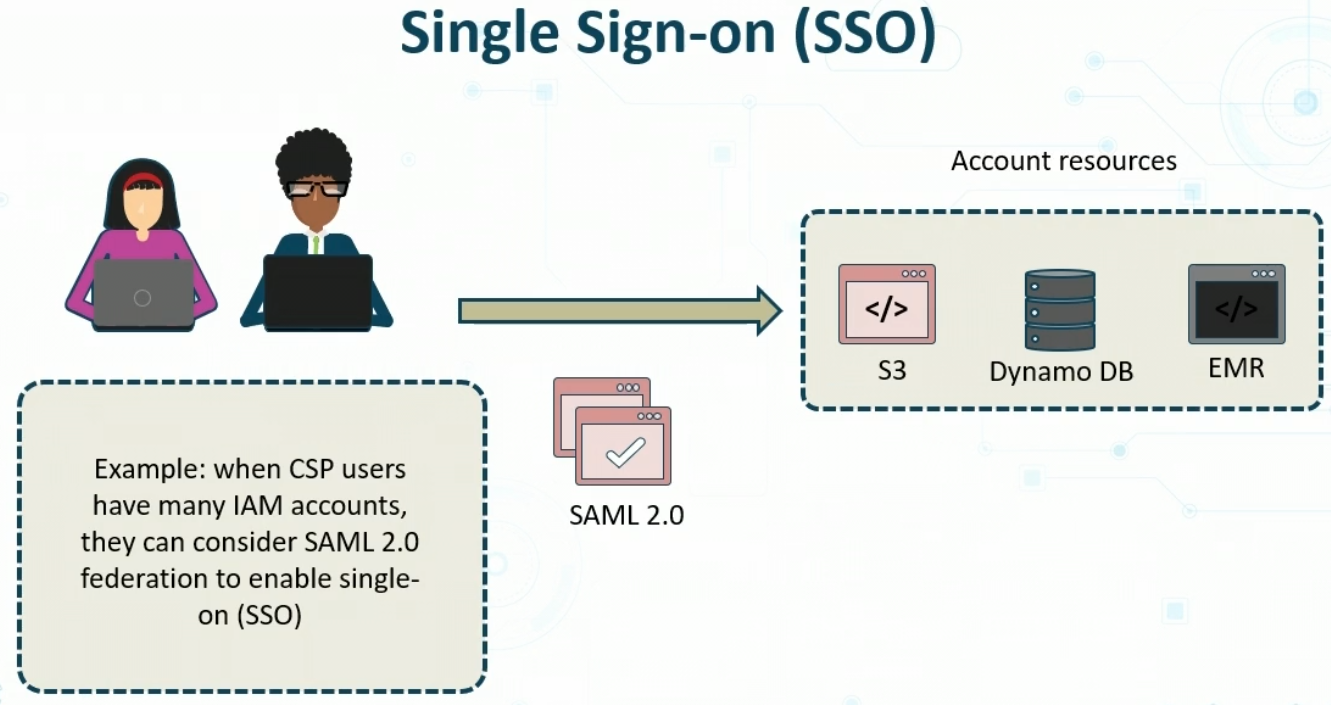 Single Sign-on (SSO)
Account resources
</>
</>
S3
Dynamo DB
EMR
Example: when CSP users
have many IAM accounts,
they can consider SAML 2.0
federation to enable single-
on (SSO)
SAML 2.0